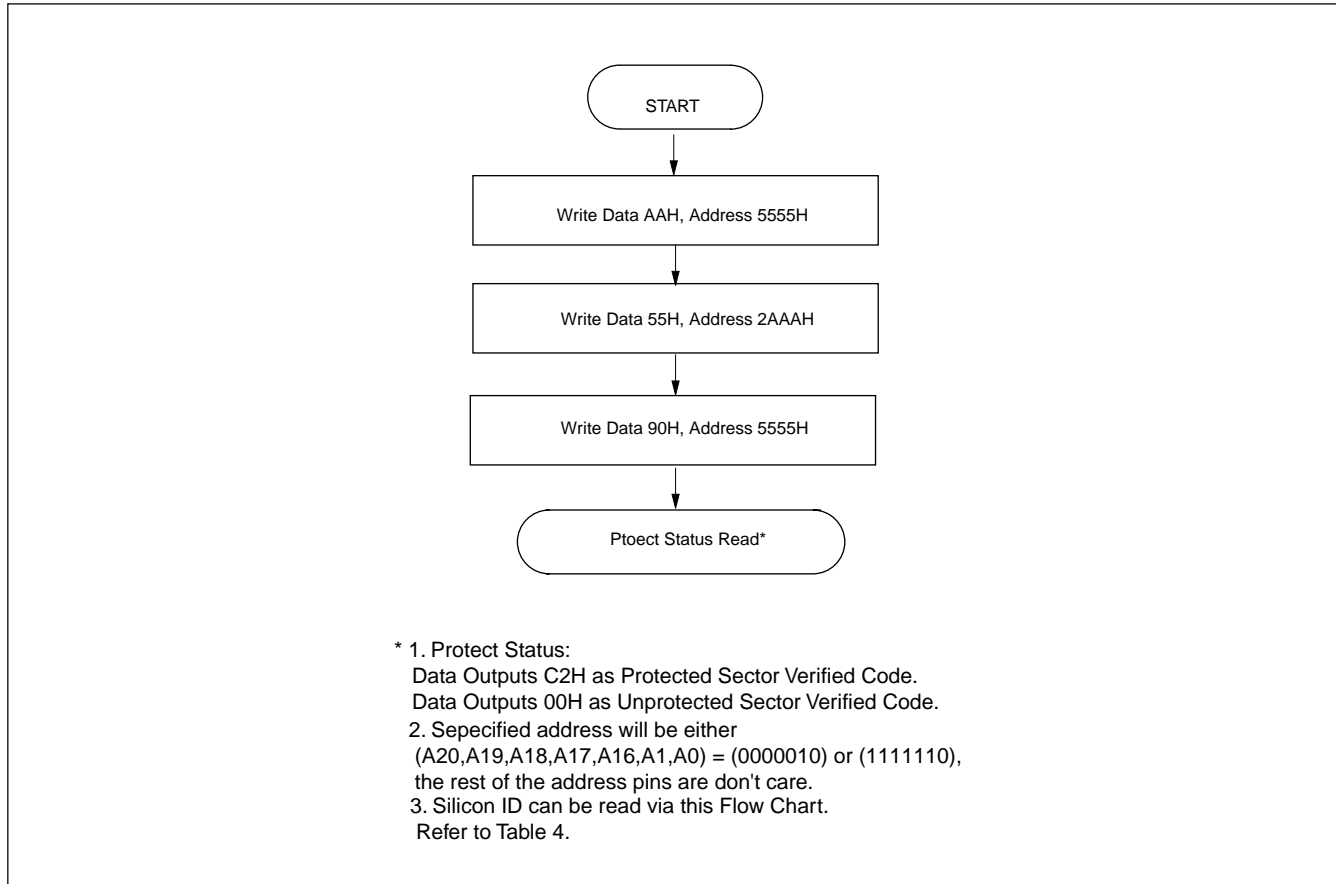 START
Write Data AAH, Address 5555H
Write Data 55H, Address 2AAAH
Write Data 90H, Address 5555H
Ptoect Status Read*
* 1. Protect Status:
Data Outputs C2H as Protected Sector Verified Code.
Data Outputs 00H as Unprotected Sector Verified Code.
2. Sepecified address will be either
(A20,A19,A18,A17,A16,A1,A0) = (0000010) or (1111110),
the rest of the address pins are don't care.
3. Silicon ID can be read via this Flow Chart.
Refer to Table 4.